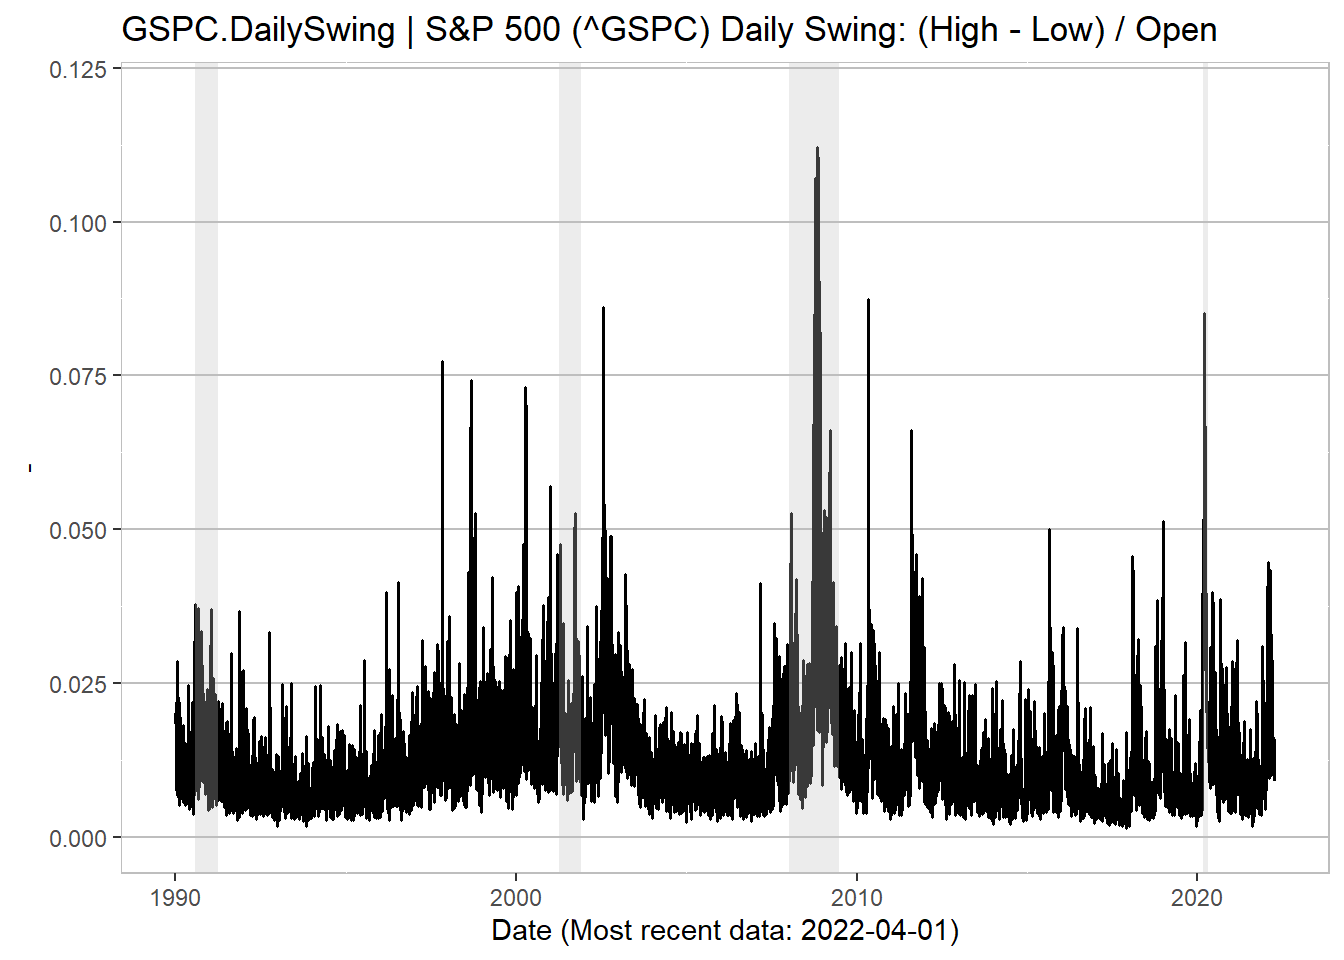 GSPC.DailySwing | S&P 500 (^GSPC) Daily Swing: (High - Low) / Open
0.125
0.100
0.075
0.050
0.025
0.000
-
1990 2000 2010 2020
Date (Most recent data: 2022-04-01)